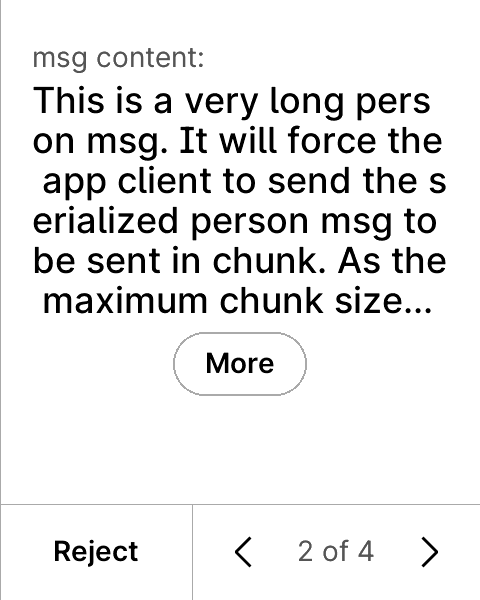 msg content:
This is a very long pers
on msg. It will force the
app client to send the s
erialized person msg to
be sent in chunk. As the
maximum chunk size...
More
Reject
2 of 4